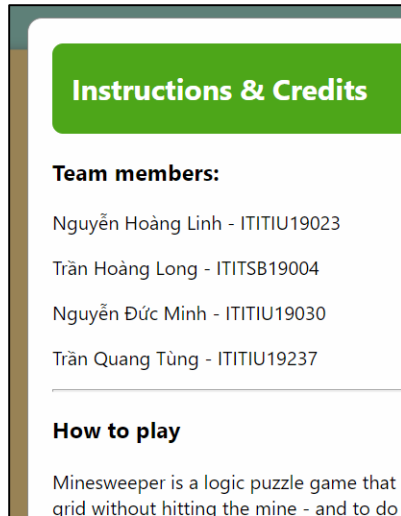 Instructions & Credits
Team members:
Nguyễn Hoàng Linh - ITITIU19023
Trần Hoàng Long - ITITSB19004
Nguyễn Đức Minh - ITITIU19030
Trần Quang Tùng - ITITIU19237
How to play
Minesweeper is a logic puzzle game that
grid without hitting the mine - and to do